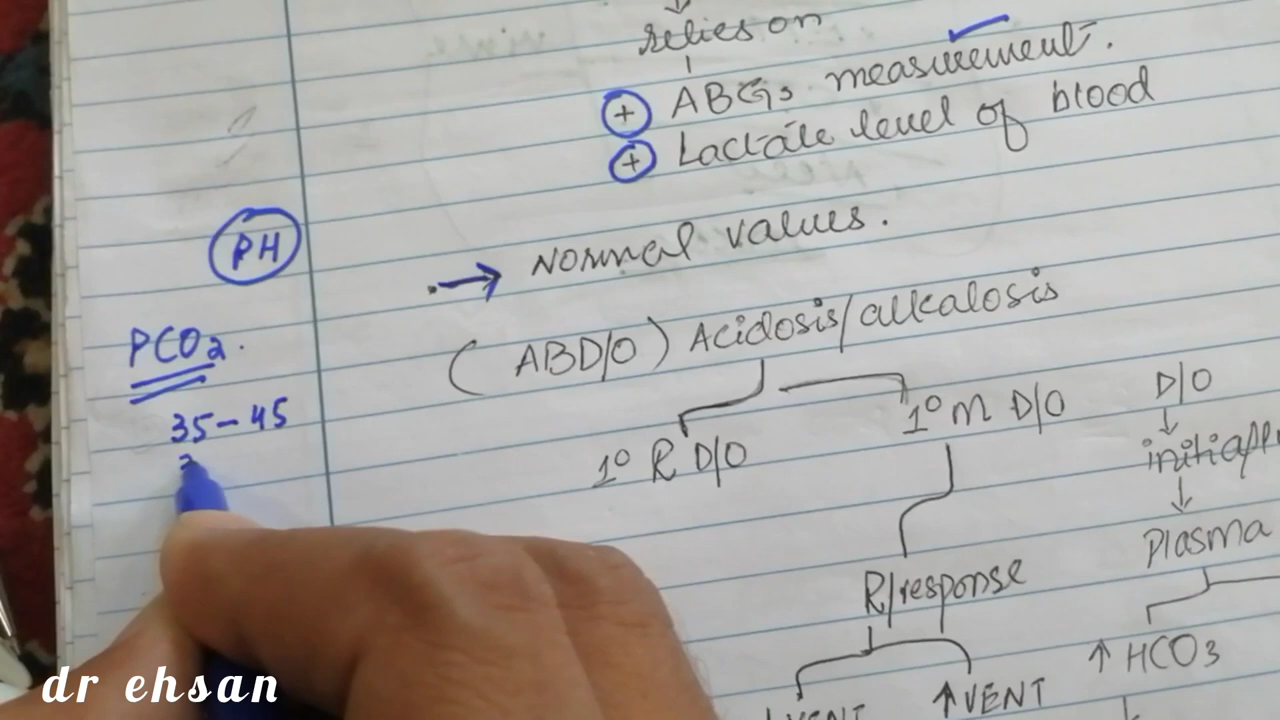 relies on
+ ABGs measurement.
+ Lactate level of blood
PH
→ Normal values.
PCO2.
(ABD/O) Acidosis/alkalosis
35-45
1° R D/O
1° M D/O
D/O
Plasma
R/response
↑ HCO3
↑VENT
dr ehsan